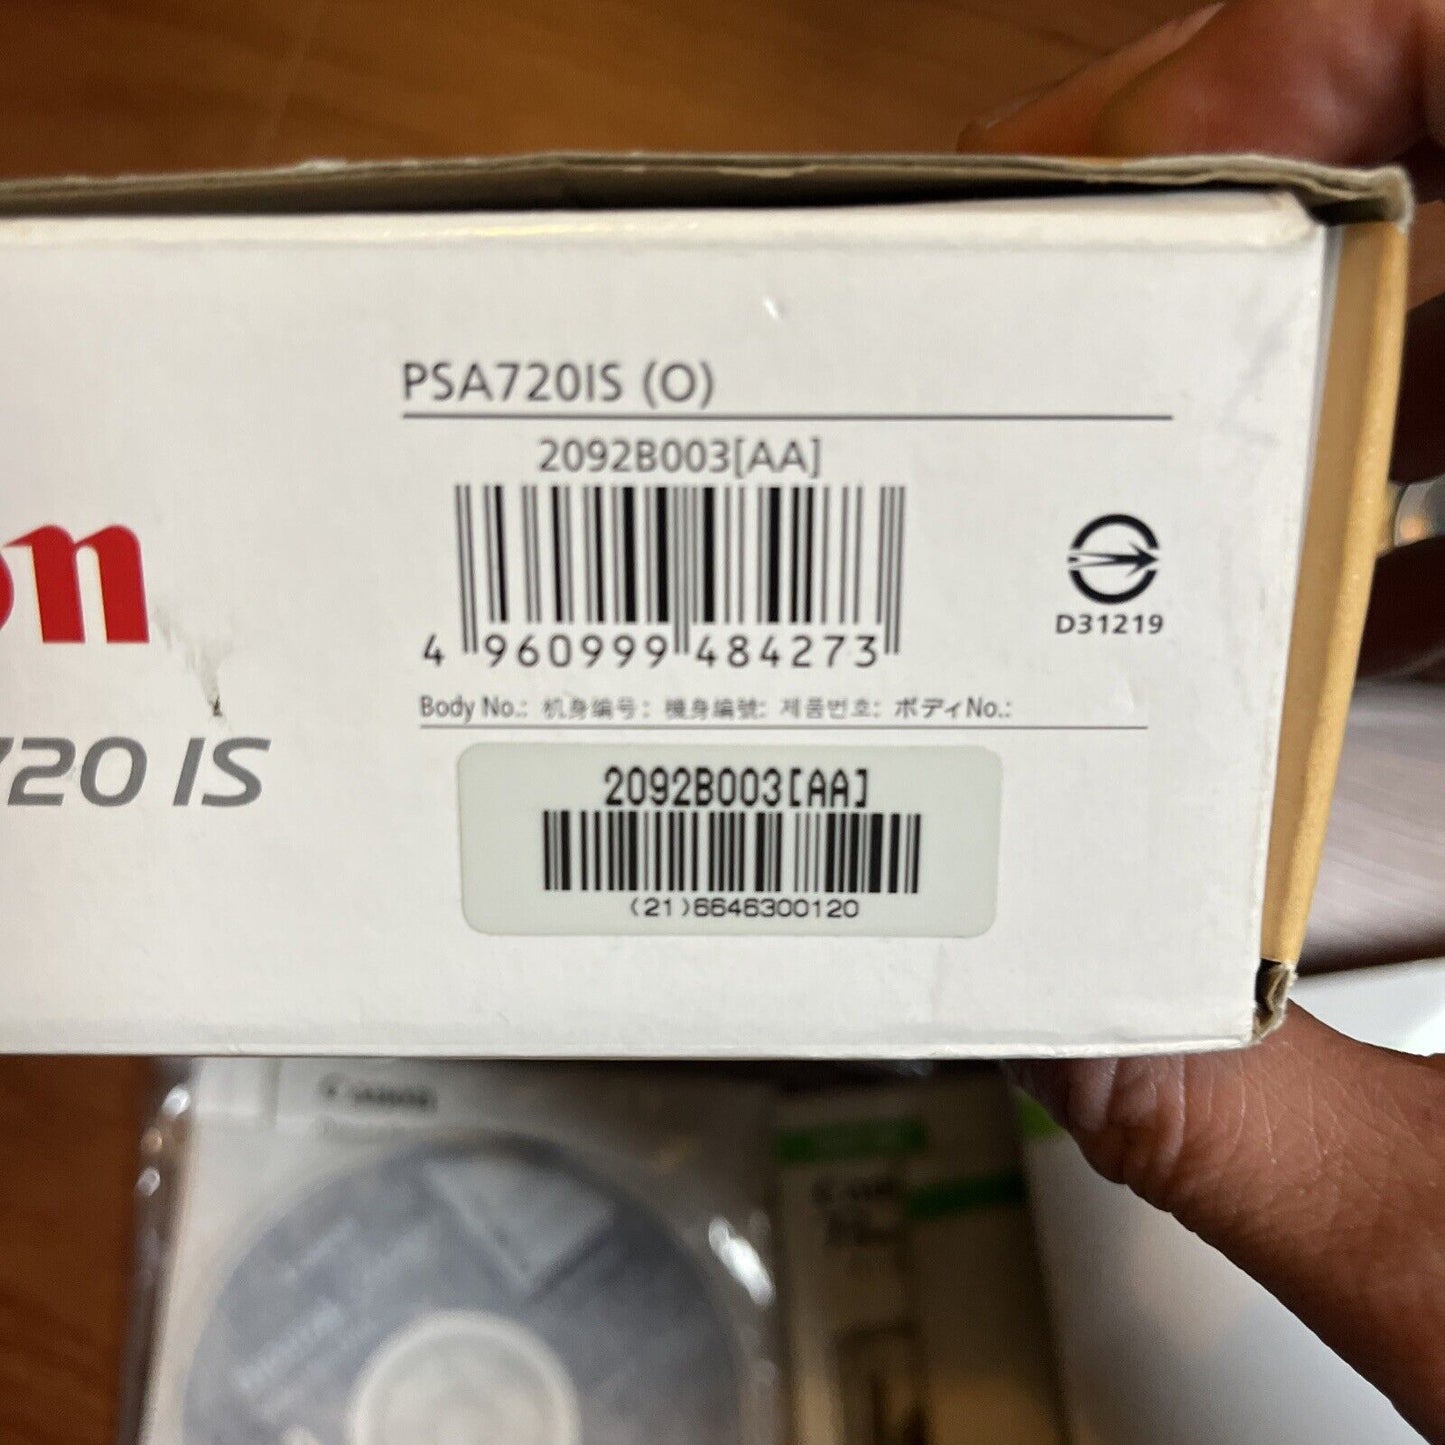 PSA720IS (O)
2092B003[AA]
4 960999 484273
D31219
on
720 IS
Body No.: 机身编号: 機身編號: 제품번호: ボディNo.:
2092B003[AA]
(21)6646300120
Canon